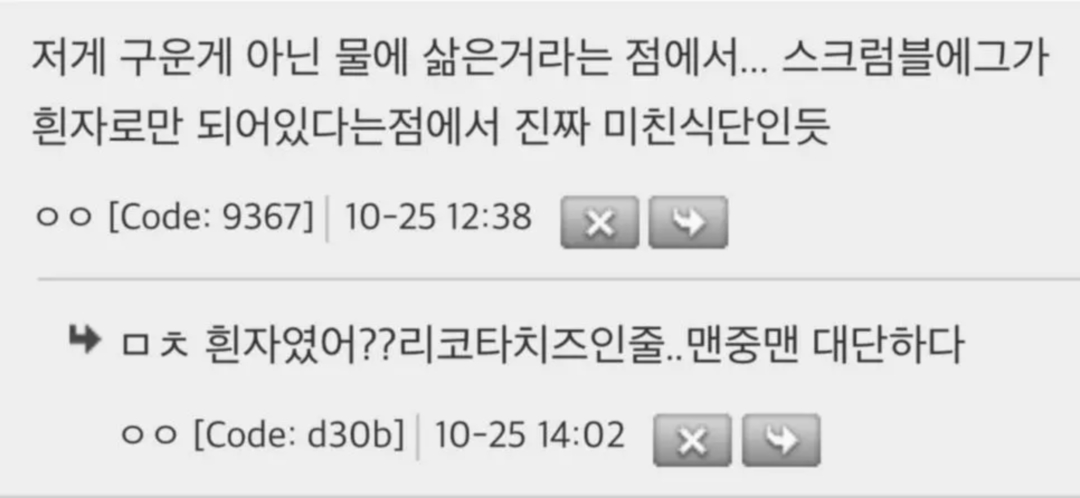 저게 구운게 아닌 물에 삶은거라는 점에서... 스크럼블에그가
흰자로만 되어있다는점에서 진짜 미친식단인듯
ㅇㅇ [Code: 9367] 10-25 12:38
ㅁㅊ 흰자였어??리코타치즈인줄..맨중맨 대단하다
ㅇㅇ [Code: d30b] 10-25 14:02